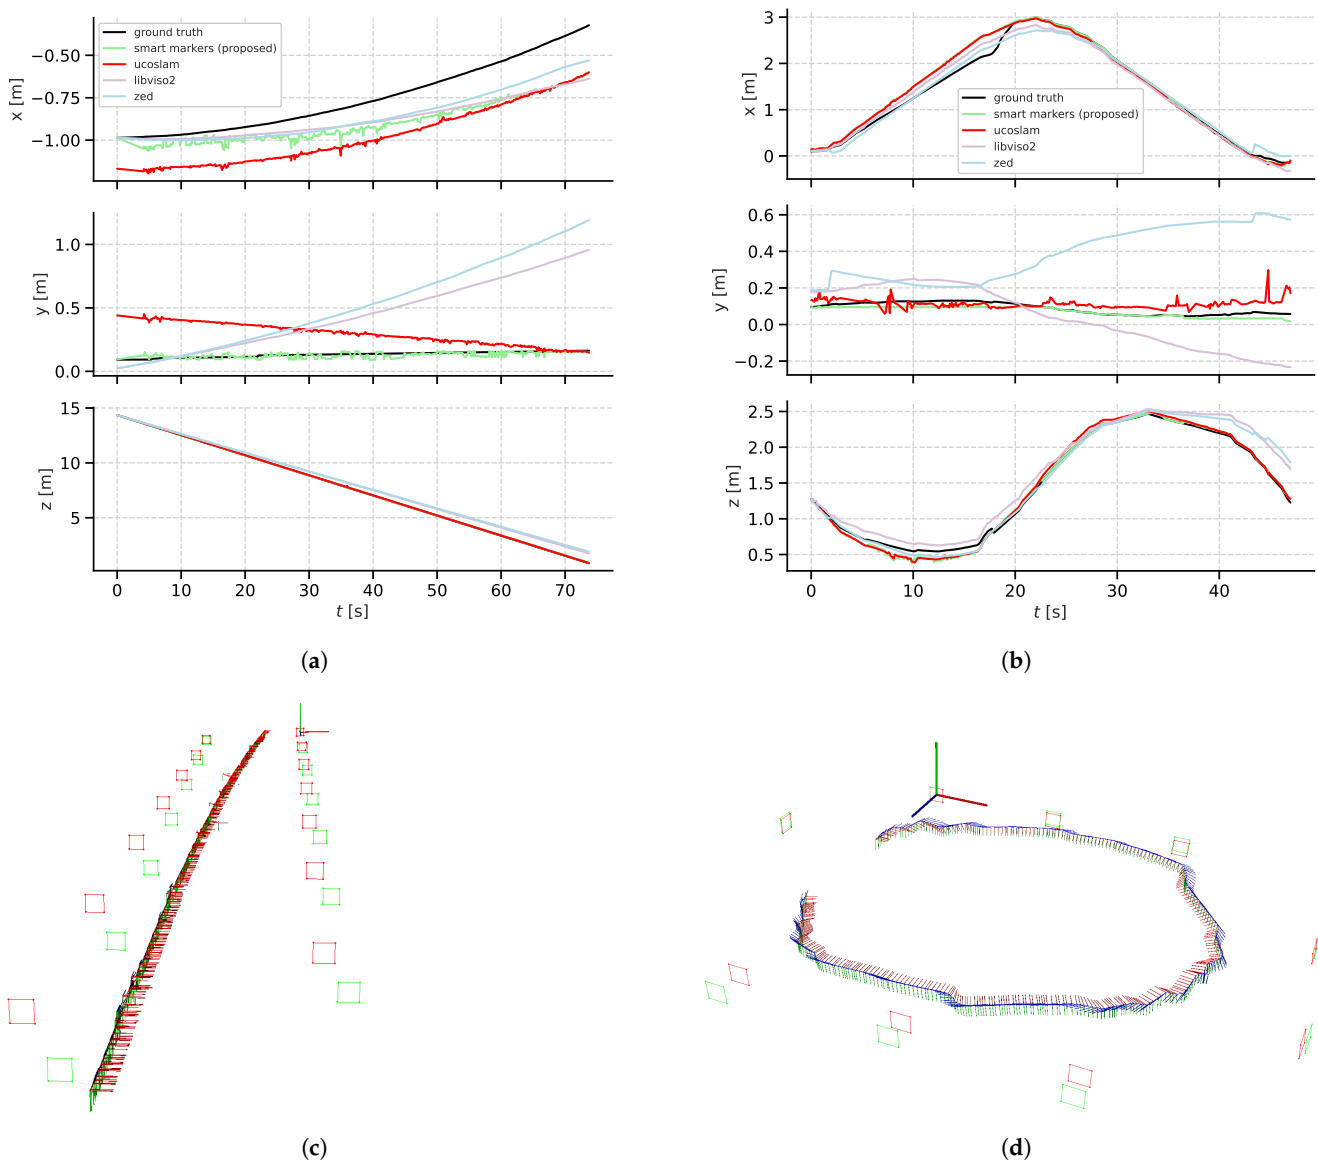 ground truth
smart markers (proposed)
ucoslam
libviso2
zed
x [m]
−0.50
−0.75
−1.00
y [m]
1.0
0.5
0.0
z [m]
15
10
5
0 10 20 30 40 50 60 70
t [s]
(a)
x [m]
3
2
1
0
ground truth
smart markers (proposed)
ucoslam
libviso2
zed
y [m]
0.6
0.4
0.2
0.0
−0.2
z [m]
2.5
2.0
1.5
1.0
0.5
0 10 20 30 40
t [s]
(b)
(c)
(d)